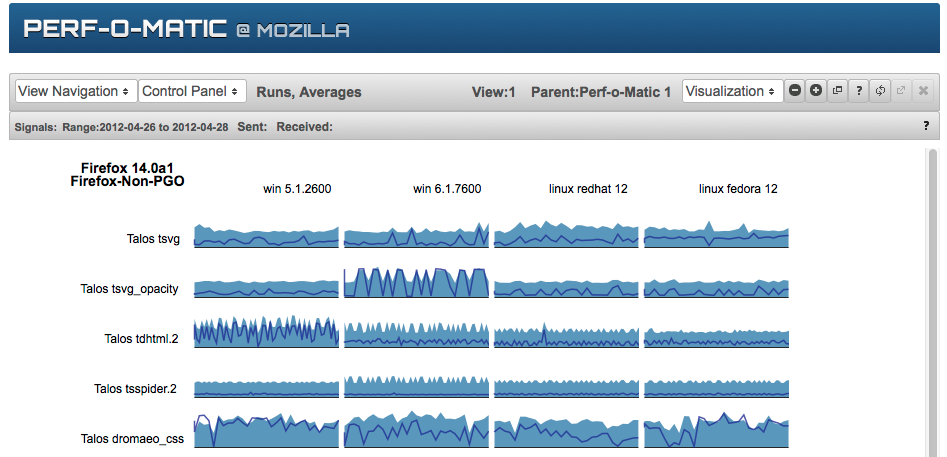 PERF-O-MATIC @ MOZILLA
View Navigation Control Panel Runs, Averages View:1 Parent:Perf-o-Matic 1 Visualization ?
Signals: Range:2012-04-26 to 2012-04-28 Sent: Received: ?
Firefox 14.0a1
Firefox-Non-PGO
win 5.1.2600 win 6.1.7600 linux redhat 12 linux fedora 12
Talos tsvg
Talos tsvg_opacity
Talos tdhtml.2
Talos tsspider.2
Talos dromaeo_css